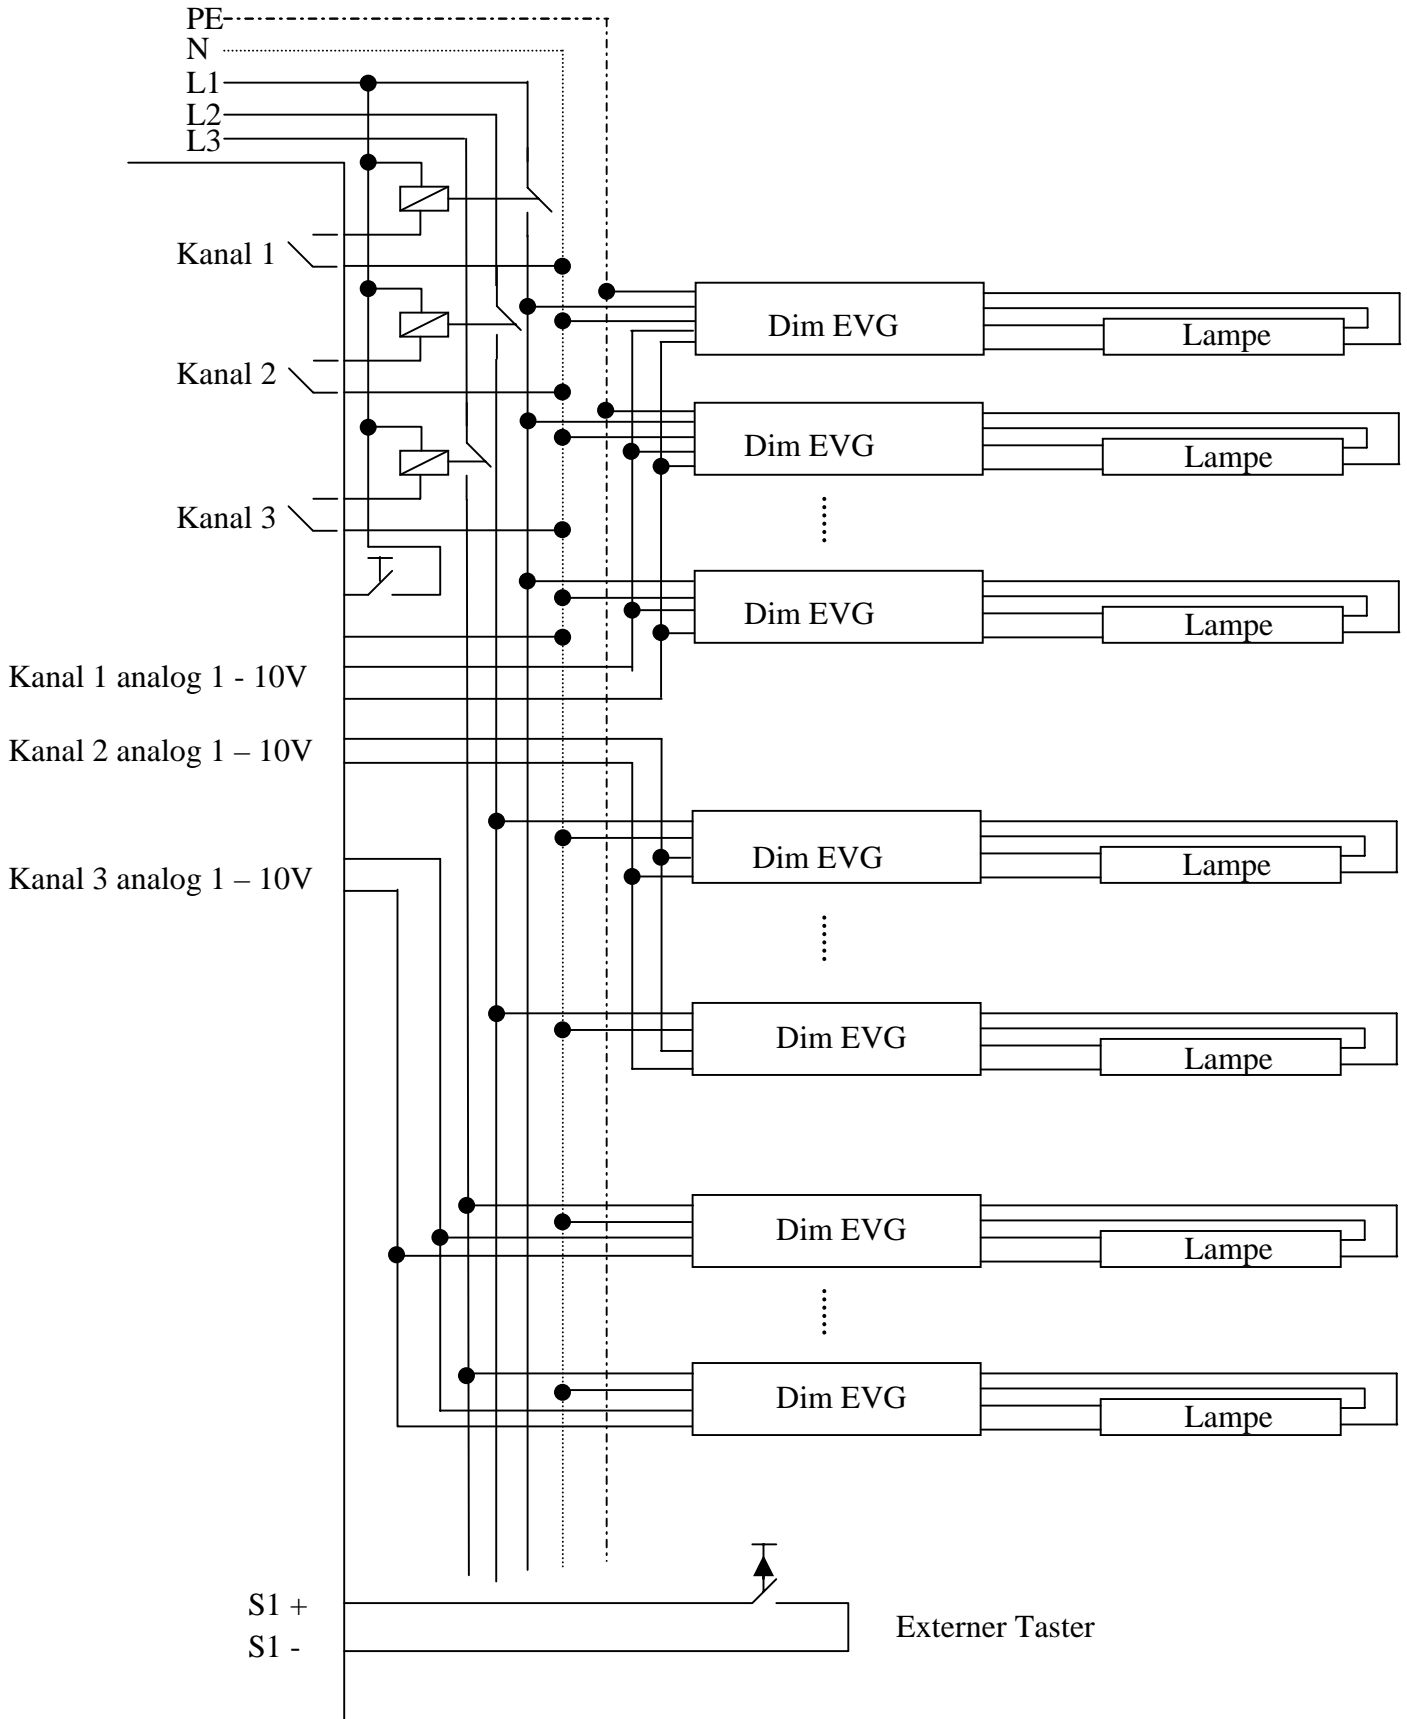 PE
N
L1
L2
L3
Kanal 1
Dim EVG
Lampe
Kanal 2
Dim EVG
Lampe
Kanal 3
Dim EVG
Lampe
Kanal 1 analog 1 - 10V
Kanal 2 analog 1 – 10V
Dim EVG
Lampe
Kanal 3 analog 1 – 10V
Dim EVG
Lampe
Dim EVG
Lampe
Dim EVG
Lampe
S1 +
Externer Taster
S1 -